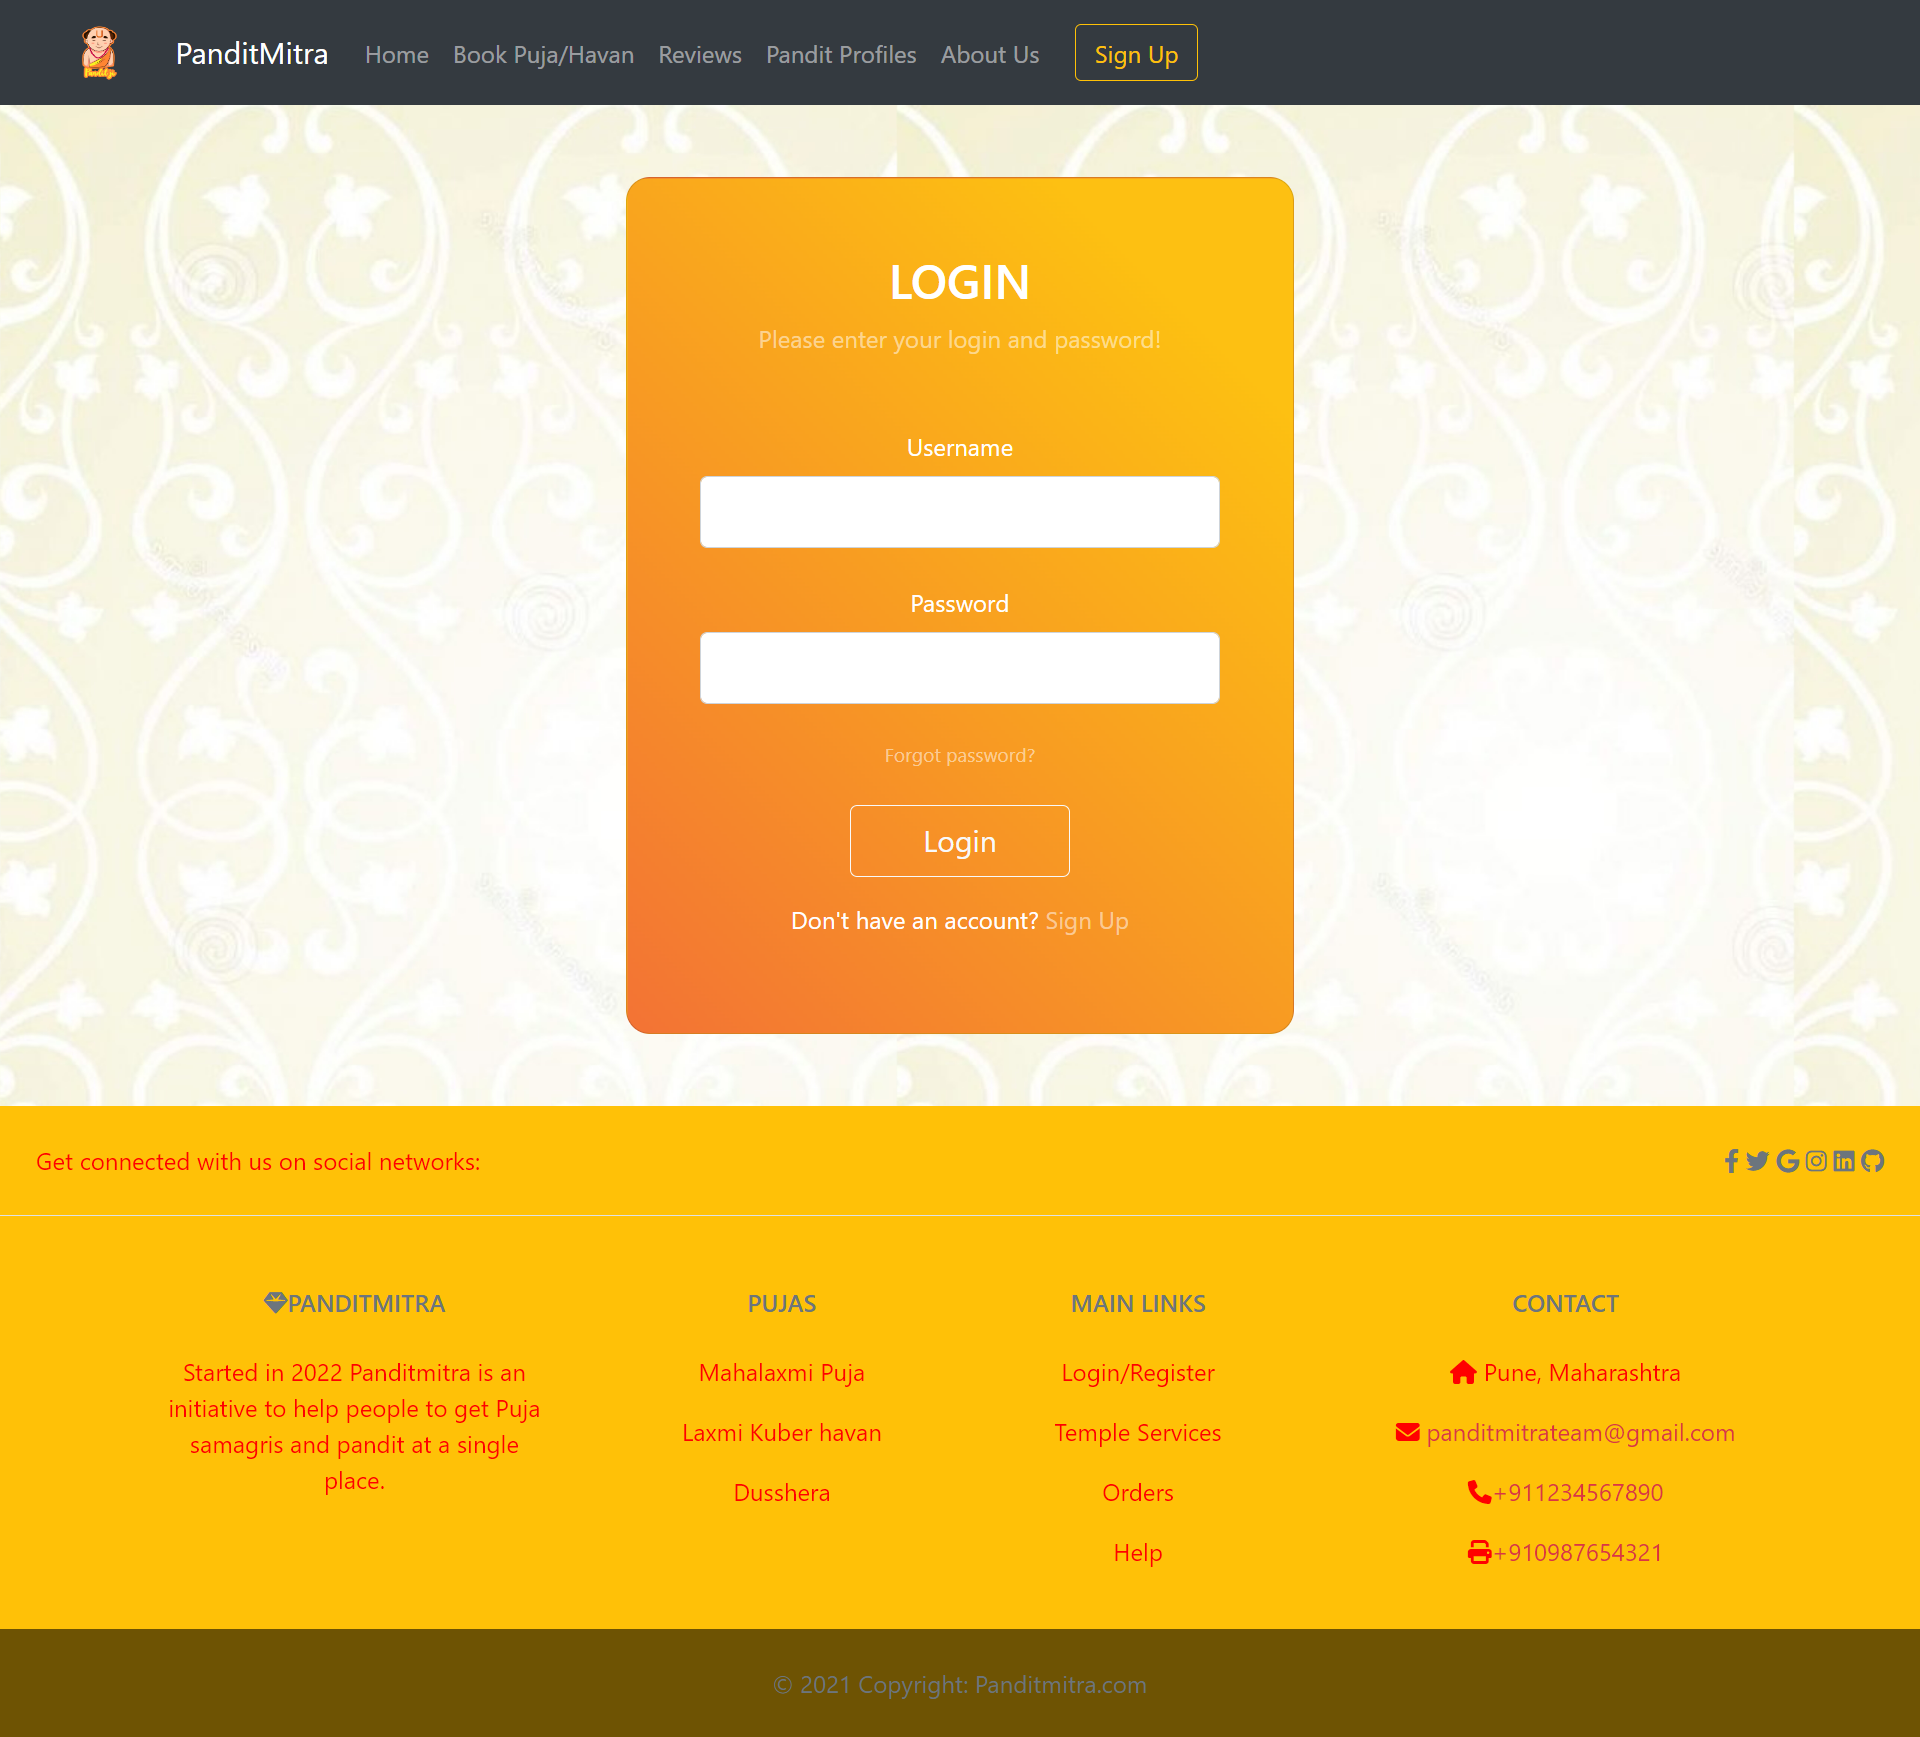 PanditMitra
Home
Book Puja/Havan
Reviews
Pandit Profiles
About Us
Sign Up
LOGIN
Please enter your login and password!
Username
Password
Forgot password?
Login
Don't have an account? Sign Up
Get connected with us on social networks:
PANDITMITRA
Started in 2022 Panditmitra is an
initiative to help people to get Puja
samagris and pandit at a single
place.
PUJAS
Mahalaxmi Puja
Laxmi Kuber havan
Dusshera
MAIN LINKS
Login/Register
Temple Services
Orders
Help
CONTACT
Pune, Maharashtra
panditmitrateam@gmail.com
+911234567890
+910987654321
© 2021 Copyright: Panditmitra.com